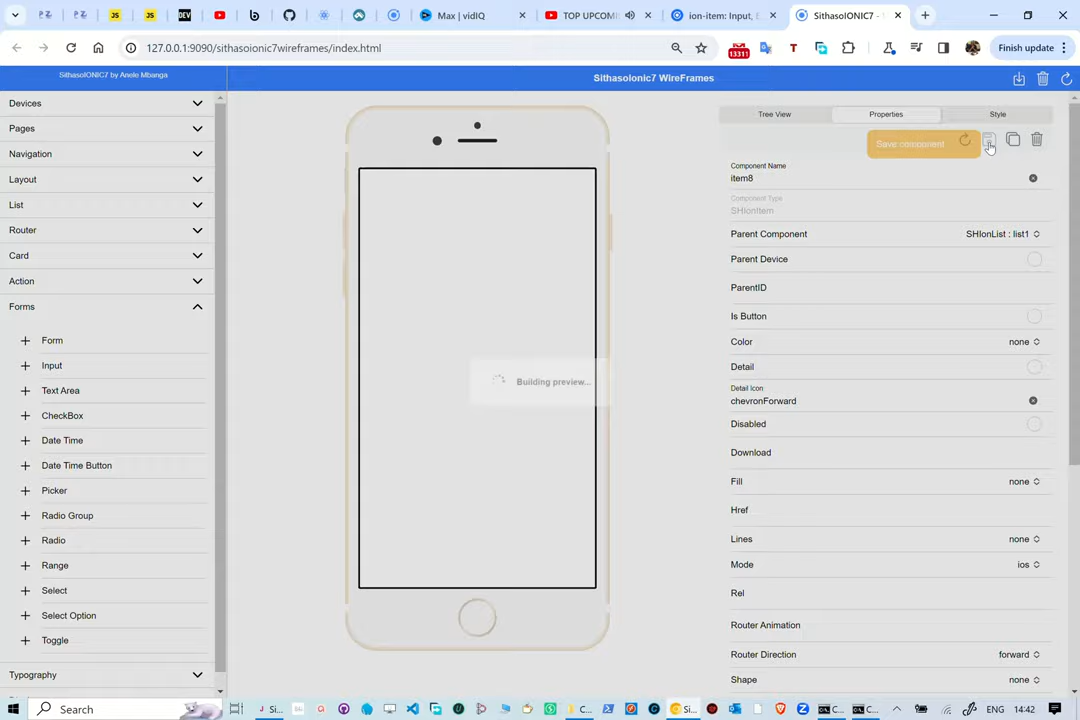 Max | vidIQ
TOP UPCOMI
ion-item: Input, E
SithasoIONIC7 -
127.0.0.1:9090/sithasoionic7wireframes/index.html
13311
Finish update
SithasoIONIC7 by Anele Mbanga
SithasoIonic7 WireFrames
Devices
Pages
Navigation
Layout
List
Router
Card
Action
Forms
Form
Input
Text Area
CheckBox
Date Time
Date Time Button
Picker
Radio Group
Radio
Range
Select
Select Option
Toggle
Typography
Building preview...
Tree View
Properties
Style
Save component
Component Name
item8
Component Type
SHIonItem
Parent Component
SHIonList : list1
Parent Device
ParentID
Is Button
Color
none
Detail
Detail Icon
chevronForward
Disabled
Download
Fill
none
Href
Lines
none
Mode
ios
Rel
Router Animation
Router Direction
forward
Shape
none
Search
Si...
C...
Si...
C...
C...
ENG
14:42